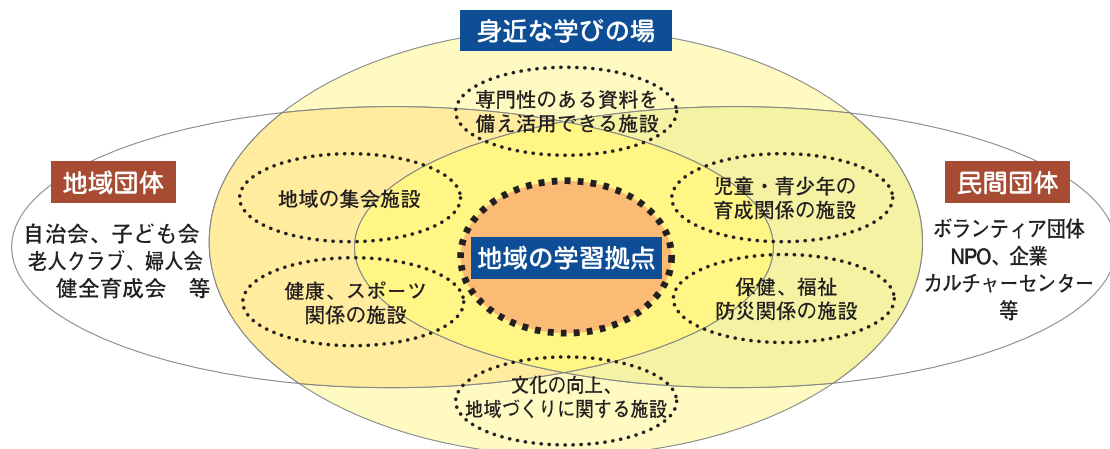 身近な学びの場
専門性のある資料を
備え活用できる施設
地域団体
自治会、子ども会
老人クラブ、婦人会
健全育成会　等
地域の集会施設
健康、スポーツ
関係の施設
地域の学習拠点
児童・青少年の
育成関係の施設
保健、福祉
防災関係の施設
民間団体
ボランティア団体
NPO、企業
カルチャーセンター
等
文化の向上、
地域づくりに関する施設